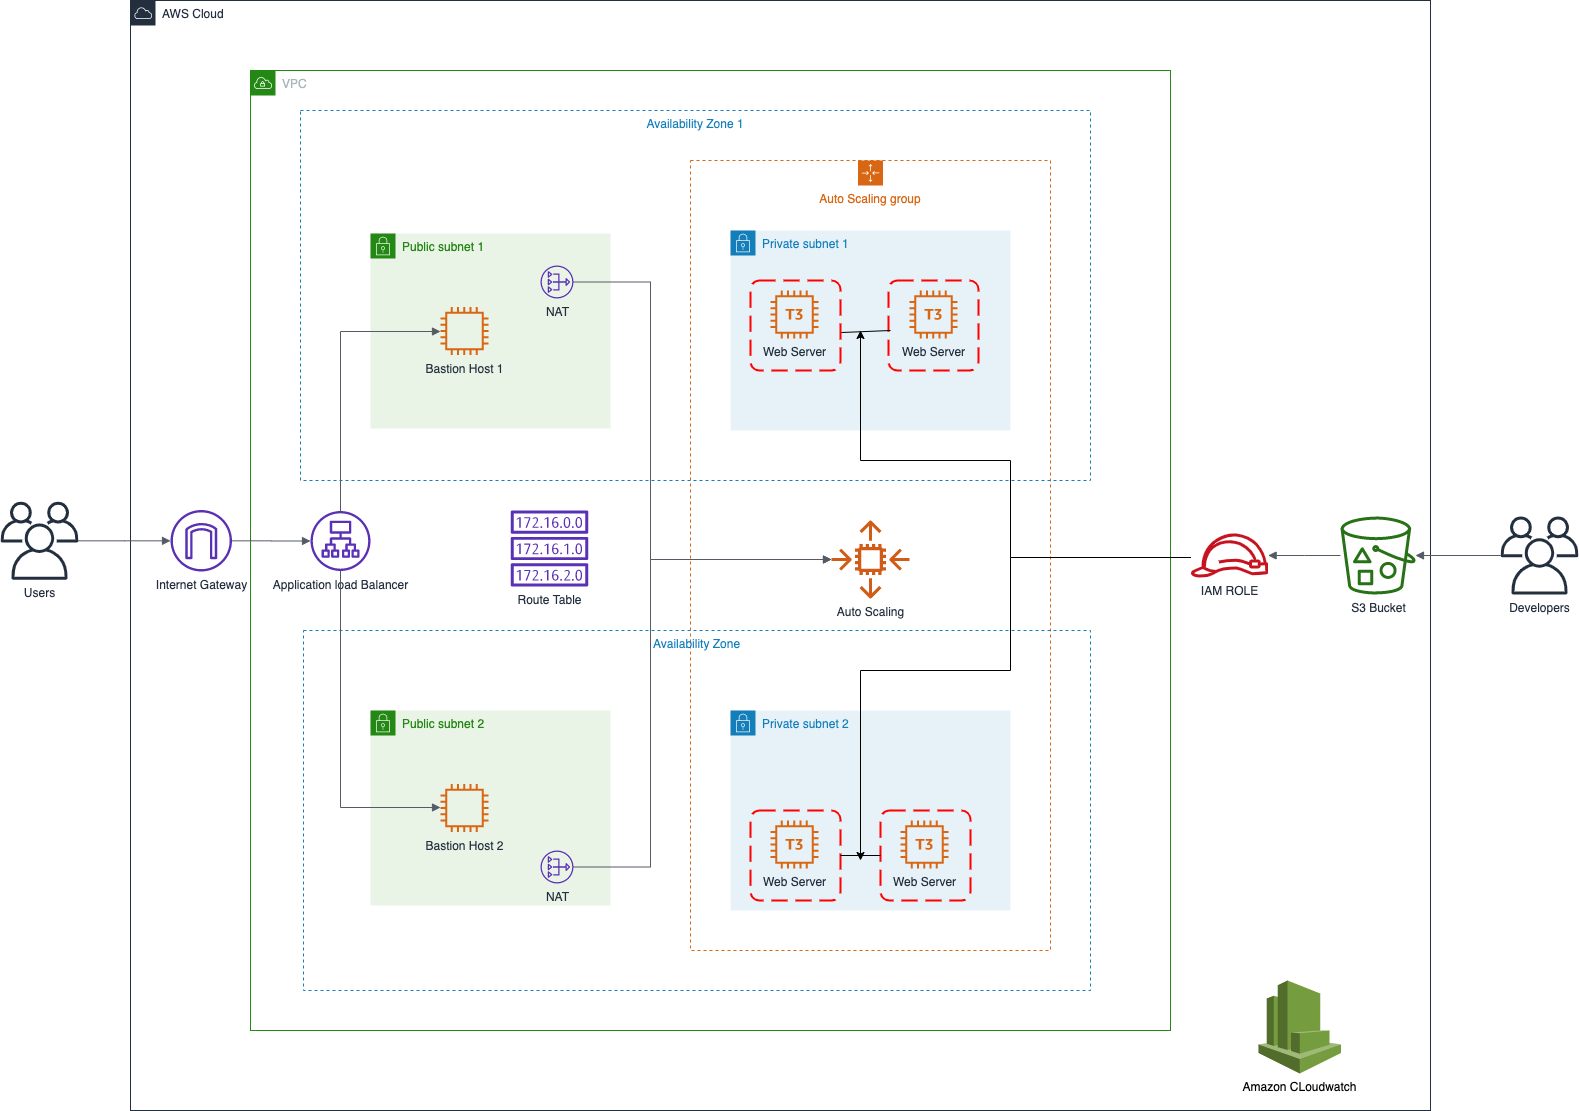 AWS Cloud
VPC
Availability Zone 1
Auto Scaling group
Public subnet 1
Private subnet 1
NAT
T3
T3
Web Server
Web Server
Bastion Host 1
172.16.0.0
172.16.1.0
172.16.2.0
Users
Internet Gateway
Application load Balancer
Route Table
Auto Scaling
IAM ROLE
S3 Bucket
Developers
Availability Zone
Public subnet 2
Private subnet 2
Bastion Host 2
T3
T3
Web Server
Web Server
NAT
Amazon CLoudwatch